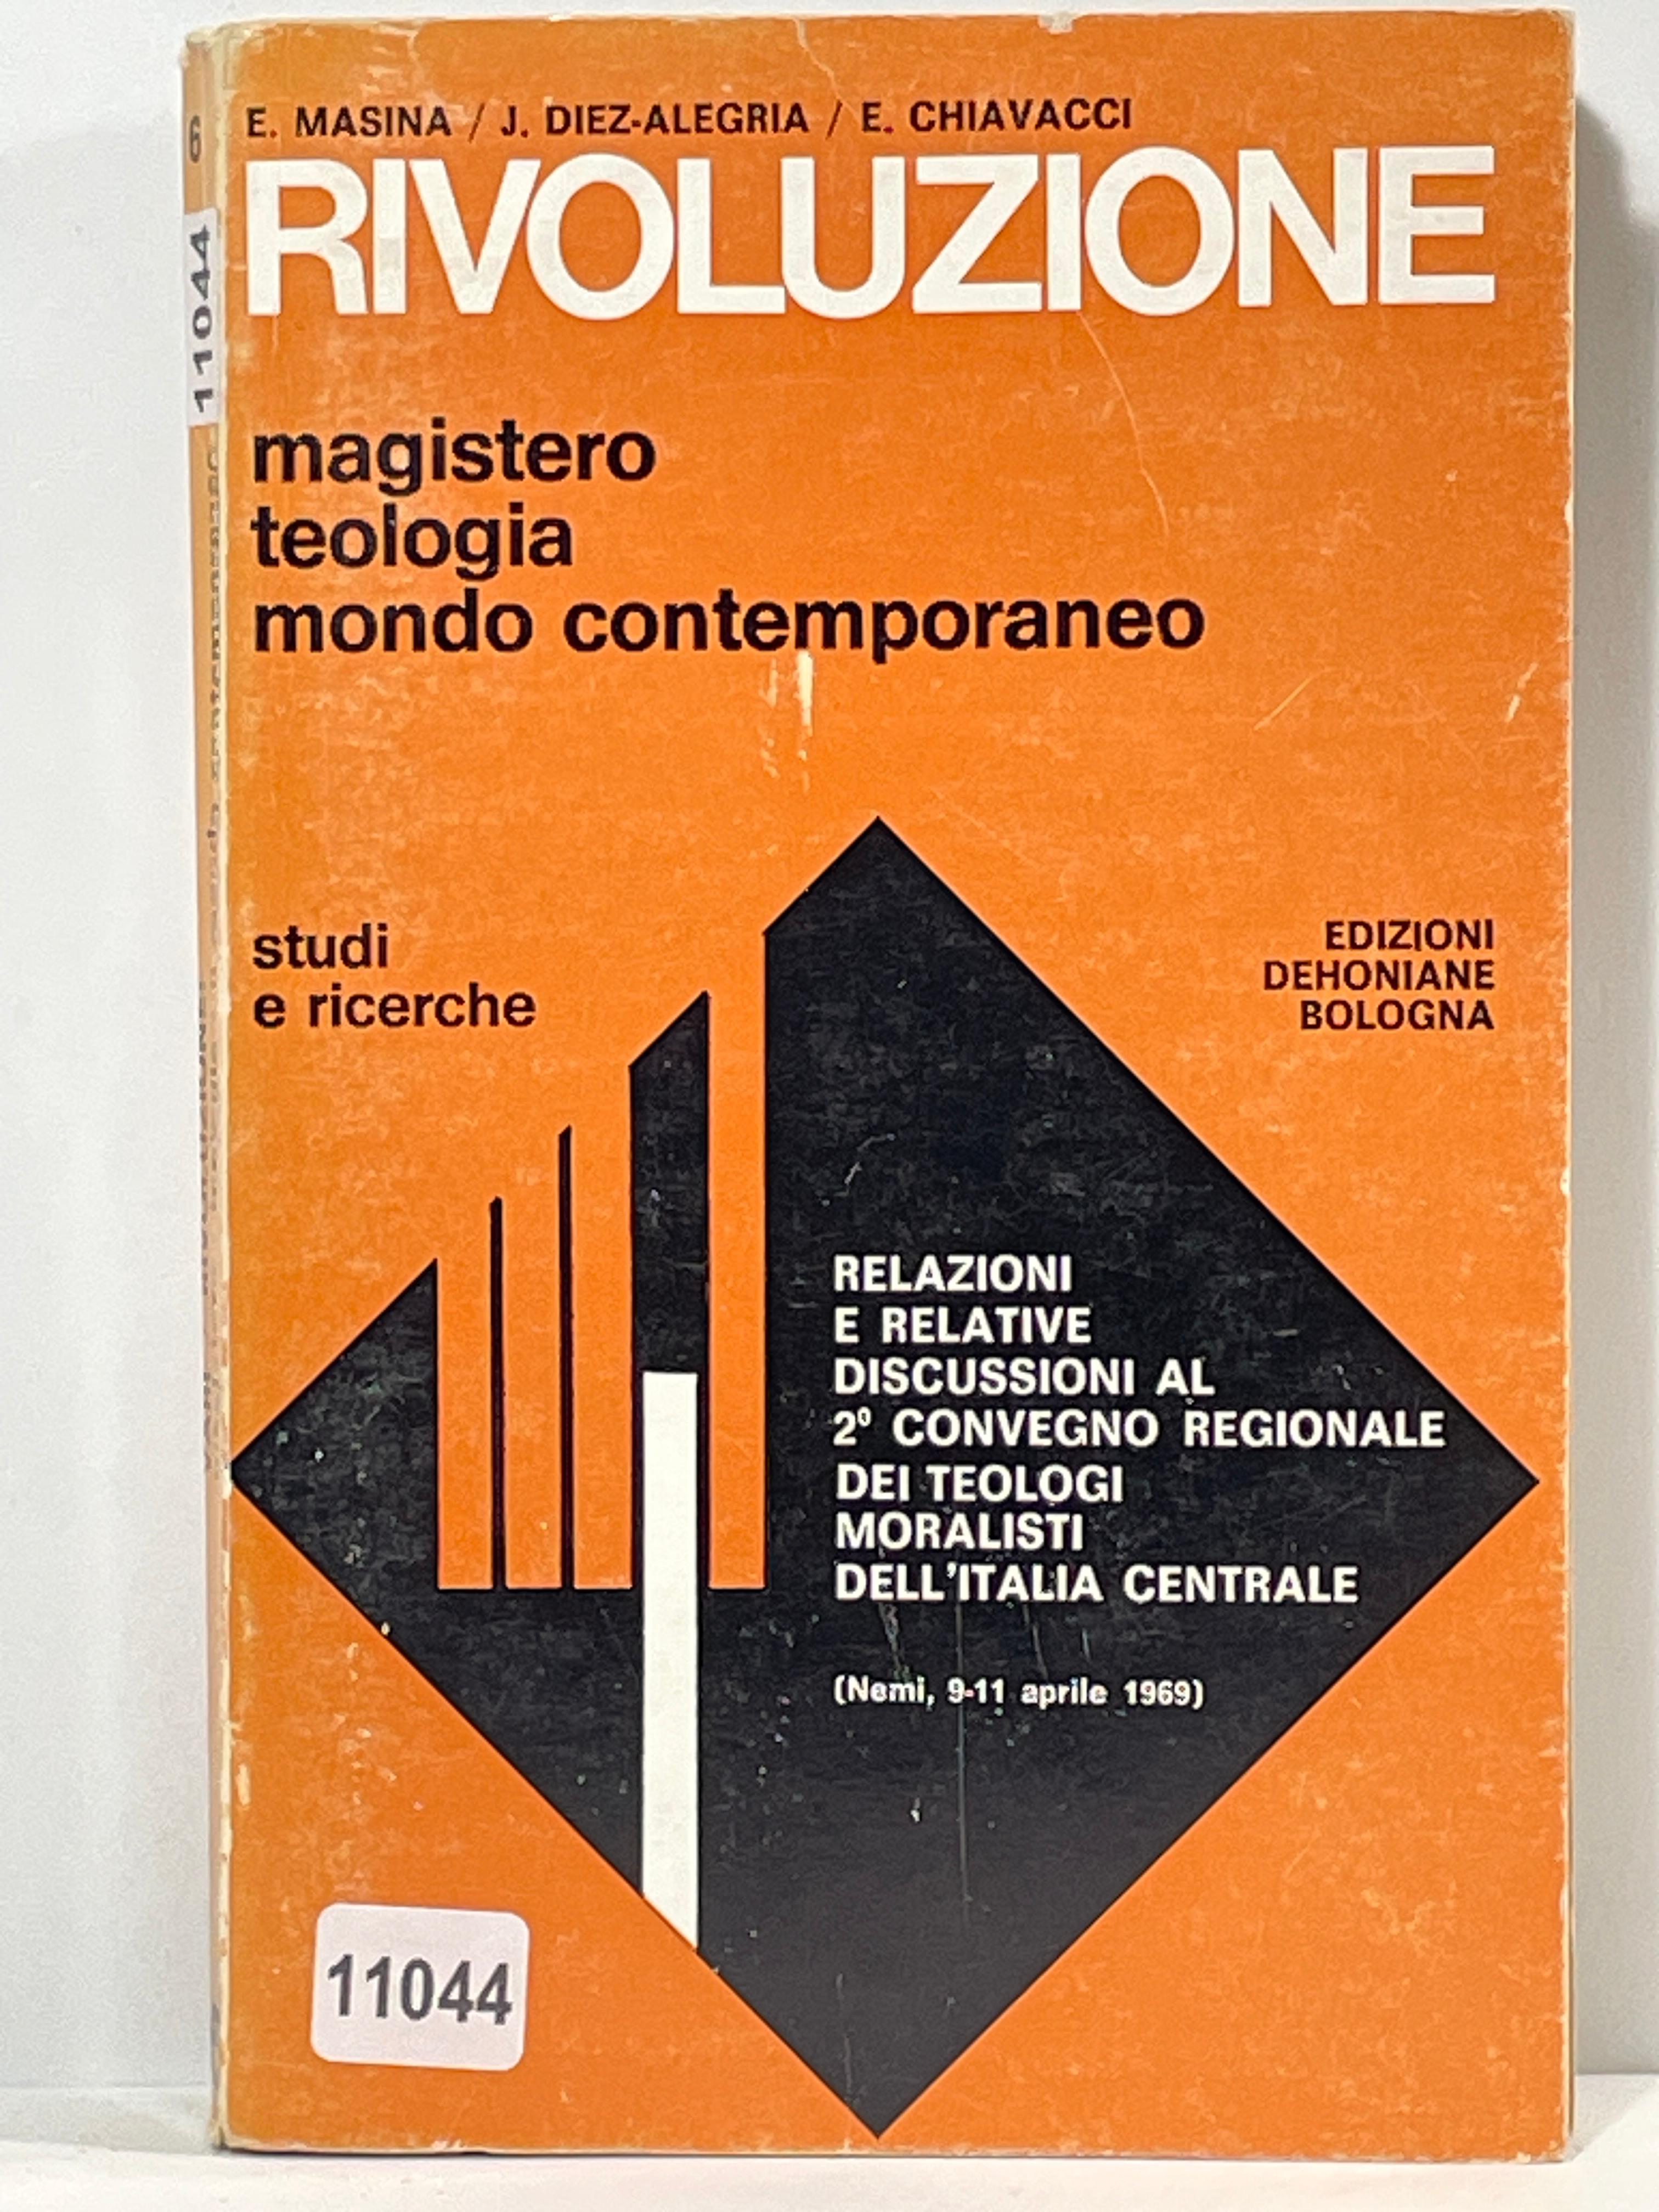 E. MASINA / J. DIEZ-ALEGRIA / E. CHIAVACCI
RIVOLUZIONE
magistero
teologia
mondo contemporaneo
studi
e ricerche
EDIZIONI
DEHONIANE
BOLOGNA
RELAZIONI
E RELATIVE
DISCUSSIONI AL
2º CONVEGNO REGIONALE
DEI TEOLOGI
MORALISTI
DELL'ITALIA CENTRALE
(Nemi, 9-11 aprile 1969)
11044
6
11044